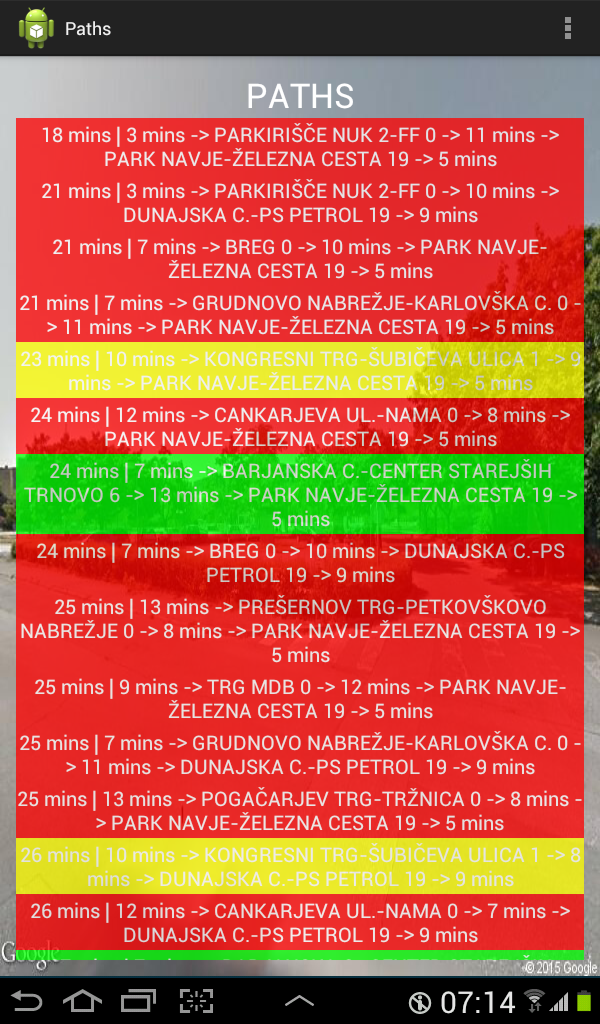 Paths
PATHS
18 mins | 3 mins -> PARKIRIŠČE NUK 2-FF 0 -> 11 mins ->
PARK NAVJE-ŽELEZNA CESTA 19 -> 5 mins
21 mins | 3 mins -> PARKIRIŠČE NUK 2-FF 0 -> 10 mins ->
DUNAJSKA C.-PS PETROL 19 -> 9 mins
21 mins | 7 mins -> BREG 0 -> 10 mins -> PARK NAVJE-
ŽELEZNA CESTA 19 -> 5 mins
21 mins | 7 mins -> GRUDNOVO NABREŽJE-KARLOVŠKA C. 0 -
> 11 mins -> PARK NAVJE-ŽELEZNA CESTA 19 -> 5 mins
23 mins | 10 mins -> KONGRESNI TRG-ŠUBIČEVA ULICA 1 -> 9
mins -> PARK NAVJE-ŽELEZNA CESTA 19 -> 5 mins
24 mins | 12 mins -> CANKARJEVA UL.-NAMA 0 -> 8 mins ->
PARK NAVJE-ŽELEZNA CESTA 19 -> 5 mins
24 mins | 7 mins -> BARJANSKA C.-CENTER STAREJŠIH
TRNOVO 6 -> 13 mins -> PARK NAVJE-ŽELEZNA CESTA 19 ->
5 mins
24 mins | 7 mins -> BREG 0 -> 10 mins -> DUNAJSKA C.-PS
PETROL 19 -> 9 mins
25 mins | 13 mins -> PREŠERNOV TRG-PETKOVŠKOVO
NABREŽJE 0 -> 8 mins -> PARK NAVJE-ŽELEZNA CESTA 19 ->
5 mins
25 mins | 9 mins -> TRG MDB 0 -> 12 mins -> PARK NAVJE-
ŽELEZNA CESTA 19 -> 5 mins
25 mins | 7 mins -> GRUDNOVO NABREŽJE-KARLOVŠKA C. 0 -
> 11 mins -> DUNAJSKA C.-PS PETROL 19 -> 9 mins
25 mins | 13 mins -> POGAČARJEV TRG-TRŽNICA 0 -> 8 mins -
> PARK NAVJE-ŽELEZNA CESTA 19 -> 5 mins
26 mins | 10 mins -> KONGRESNI TRG-ŠUBIČEVA ULICA 1 -> 8
mins -> DUNAJSKA C.-PS PETROL 19 -> 9 mins
26 mins | 12 mins -> CANKARJEVA UL.-NAMA 0 -> 7 mins ->
DUNAJSKA C.-PS PETROL 19 -> 9 mins
Google
© 2015 Google
07:14